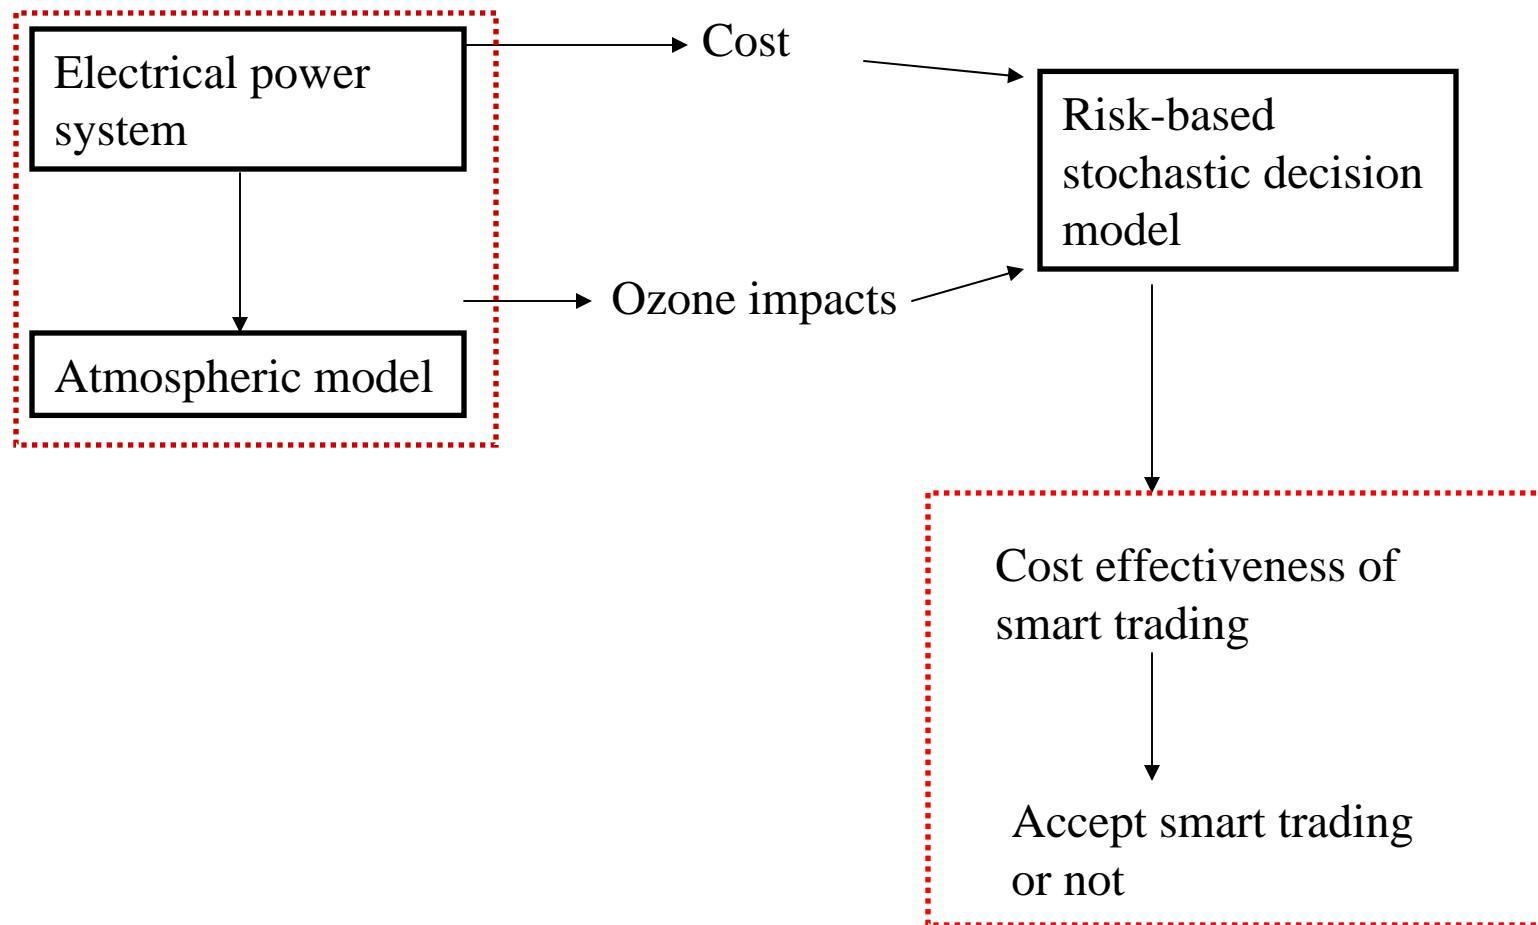 Electrical power
system
Cost
Risk-based
stochastic decision
model
Ozone impacts
Atmospheric model
Cost effectiveness of
smart trading
Accept smart trading
or not